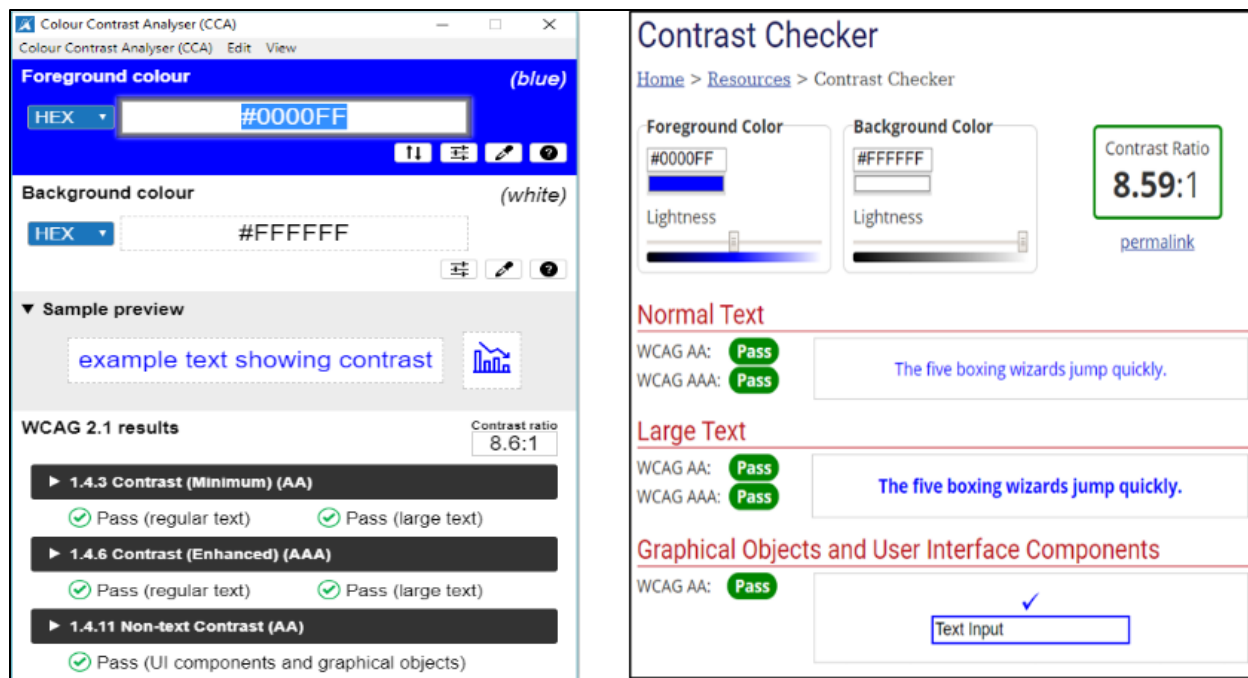 Colour Contrast Analyser (CCA)
Colour Contrast Analyser (CCA) Edit View
Foreground colour (blue)
HEX #0000FF
Background colour (white)
HEX #FFFFFF
▼ Sample preview
example text showing contrast
WCAG 2.1 results
Contrast ratio
8.6:1
1.4.3 Contrast (Minimum) (AA)
Pass (regular text) Pass (large text)
1.4.6 Contrast (Enhanced) (AAA)
Pass (regular text) Pass (large text)
1.4.11 Non-text Contrast (AA)
Pass (UI components and graphical objects)
Contrast Checker
Home > Resources > Contrast Checker
Foreground Color
#0000FF
Lightness
Background Color
#FFFFFF
Lightness
Contrast Ratio
8.59:1
permalink
Normal Text
WCAG AA: Pass
WCAG AAA: Pass
The five boxing wizards jump quickly.
Large Text
WCAG AA: Pass
WCAG AAA: Pass
The five boxing wizards jump quickly.
Graphical Objects and User Interface Components
WCAG AA: Pass
✓
Text Input